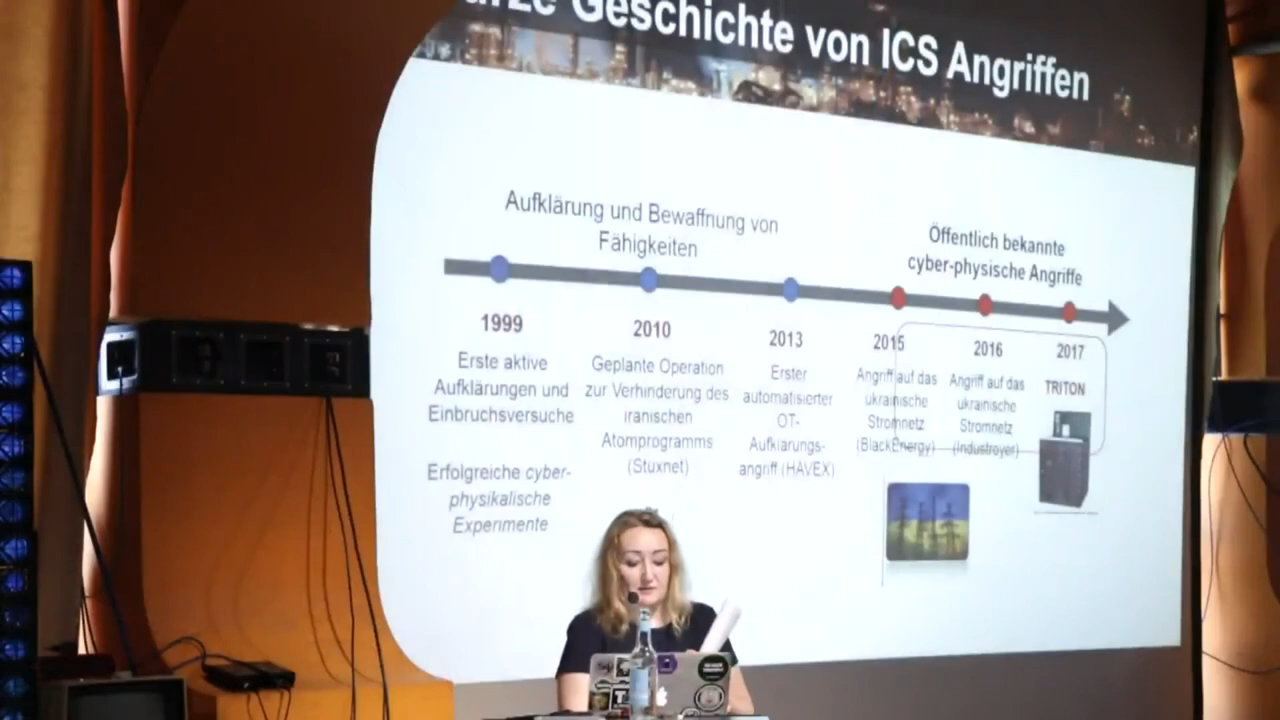 Geschichte von ICS Angriffen
Aufklärung und Bewaffnung von
Fähigkeiten
Öffentlich bekannte
cyber-physische Angriffe
1999
Erste aktive
Aufklärungen und
Einbruchsversuche
Erfolgreiche cyber-
physikalische
Experimente
2010
Geplante Operation
zur Verhinderung des
iranischen
Atomprogramms
(Stuxnet)
2013
Erster
automatisierter
OT-
Aufklärungs-
angriff (HAVEX)
2015
Angriff auf das
ukrainische
Stromnetz
(BlackEnergy)
2016
Angriff auf das
ukrainische
Stromnetz
(Industroyer)
2017
TRITON